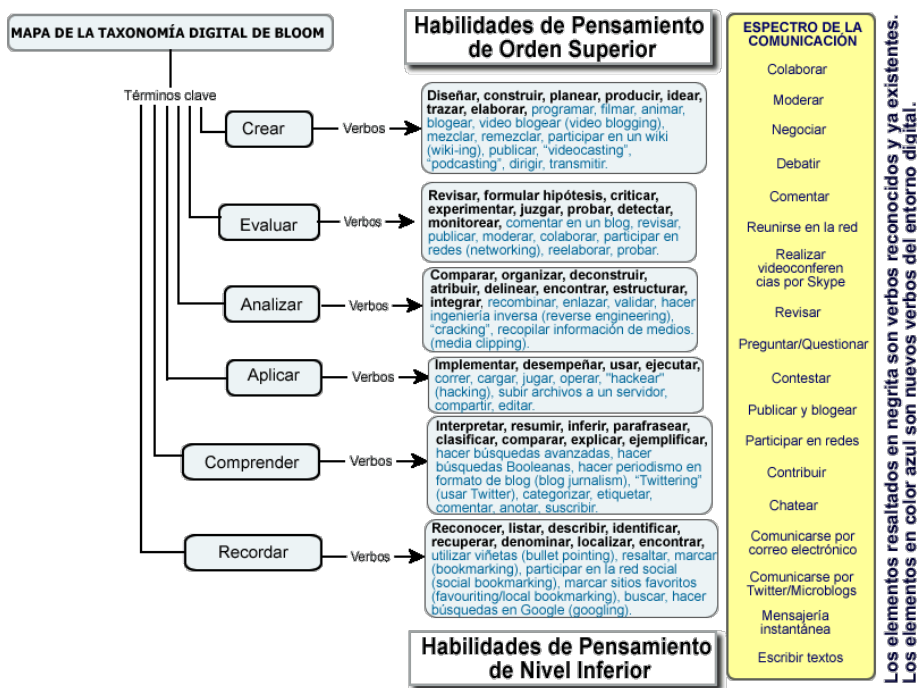 MAPA DE LA TAXONOMÍA DIGITAL DE BLOOM
Habilidades de Pensamiento
de Orden Superior
Términos clave
Crear
Verbos
Diseñar, construir, planear, producir, idear,
trazar, elaborar, programar, filmar, animar,
blogear, video blogear (video blogging),
mezclar, remezclar, participar en un wiki
(wiki-ing), publicar, “videocasting”,
“podcasting”, dirigir, transmitir.
Evaluar
Verbos
Revisar, formular hipótesis, criticar,
experimentar, juzgar, probar, detectar,
monitorear, comentar en un blog, revisar,
publicar, moderar, colaborar, participar en
redes (networking), reelaborar, probar.
Analizar
Verbos
Comparar, organizar, deconstruir,
atribuir, delinear, encontrar, estructurar,
integrar, recombinar, enlazar, validar, hacer
ingeniería inversa (reverse engineering),
“cracking”, recopilar información de medios.
(media clipping).
Aplicar
Verbos
Implementar, desempeñar, usar, ejecutar,
correr, cargar, jugar, operar, "hackear"
(hacking), subir archivos a un servidor,
compartir, editar.
Comprender
Verbos
Interpretar, resumir, inferir, parafrasear,
clasificar, comparar, explicar, ejemplificar,
hacer búsquedas avanzadas, hacer
búsquedas Booleanas, hacer periodismo en
formato de blog (blog jurnalism), “Twittering”
(usar Twitter), categorizar, etiquetar,
comentar, anotar, suscribir.
Recordar
Verbos
Reconocer, listar, describir, identificar,
recuperar, denominar, localizar, encontrar,
utilizar viñetas (bullet pointing), resaltar, marcar
(bookmarking), participar en la red social
(social bookmarking), marcar sitios favoritos
(favouriting/local bookmarking), buscar, hacer
búsquedas en Google (googling).
Habilidades de Pensamiento
de Nivel Inferior
ESPECTRO DE LA
COMUNICACIÓN
Colaborar
Moderar
Negociar
Debatir
Comentar
Reunirse en la red
Realizar
videoconferen
cias por Skype
Revisar
Preguntar/Questionar
Contestar
Publicar y blogear
Participar en redes
Contribuir
Chatear
Comunicarse por
correo electrónico
Comunicarse por
Twitter/Microblogs
Mensajería
instantánea
Escribir textos
Los elementos resaltados en negrita son verbos reconocidos y ya existentes.
Los elementos en color azul son nuevos verbos del entorno digital.